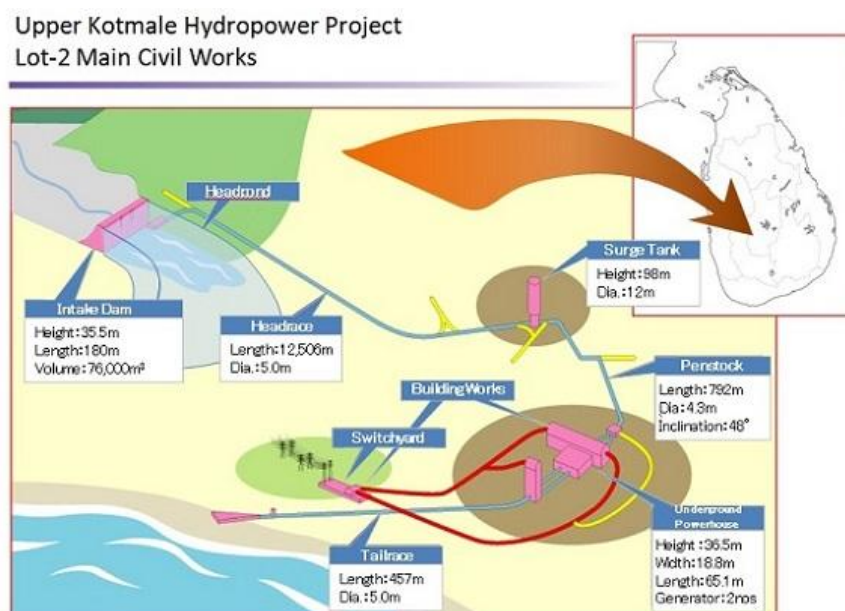 Upper Kotmale Hydropower Project
Lot-2 Main Civil Works
Headpond
Surge Tank
Height:98m
Dia.:12m
Intake Dam
Height:35.5m
Length:180m
Volume:76,000m³
Headrace
Length:12,506m
Dia.:5.0m
Penstock
Length:792m
Dia:4.3m
Inclination:48°
Building Works
Switchyard
Underground
Powerhouse
Height:36.5m
Width:18.8m
Length:65.1m
Generator:2nos
Tailrace
Length:457m
Dia.:5.0m